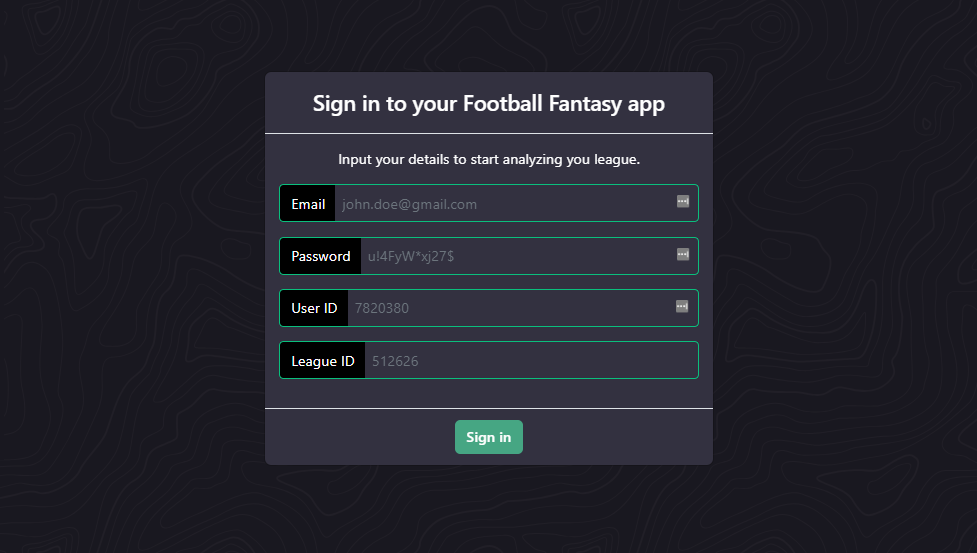 Sign in to your Football Fantasy app
Input your details to start analyzing you league.
Email john.doe@gmail.com
Password u!4FyW*xj27$
User ID 7820380
League ID 512626
Sign in